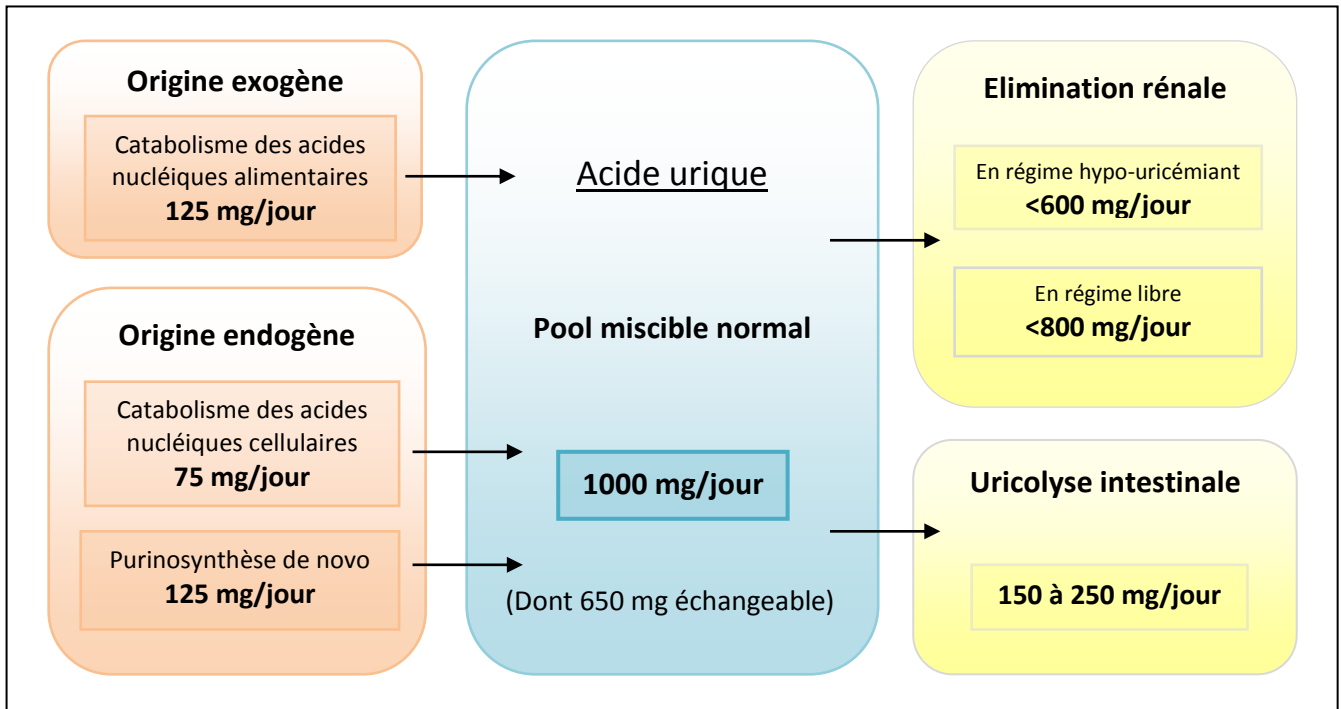 Origine exogène
Catabolisme des acides
nucléiques alimentaires
125 mg/jour
Origine endogène
Catabolisme des acides
nucléiques cellulaires
75 mg/jour
Purinosynthèse de novo
125 mg/jour
Acide urique
Pool miscible normal
1000 mg/jour
(Dont 650 mg échangeable)
Elimination rénale
En régime hypo-uricémiant
<600 mg/jour
En régime libre
<800 mg/jour
Uricolyse intestinale
150 à 250 mg/jour